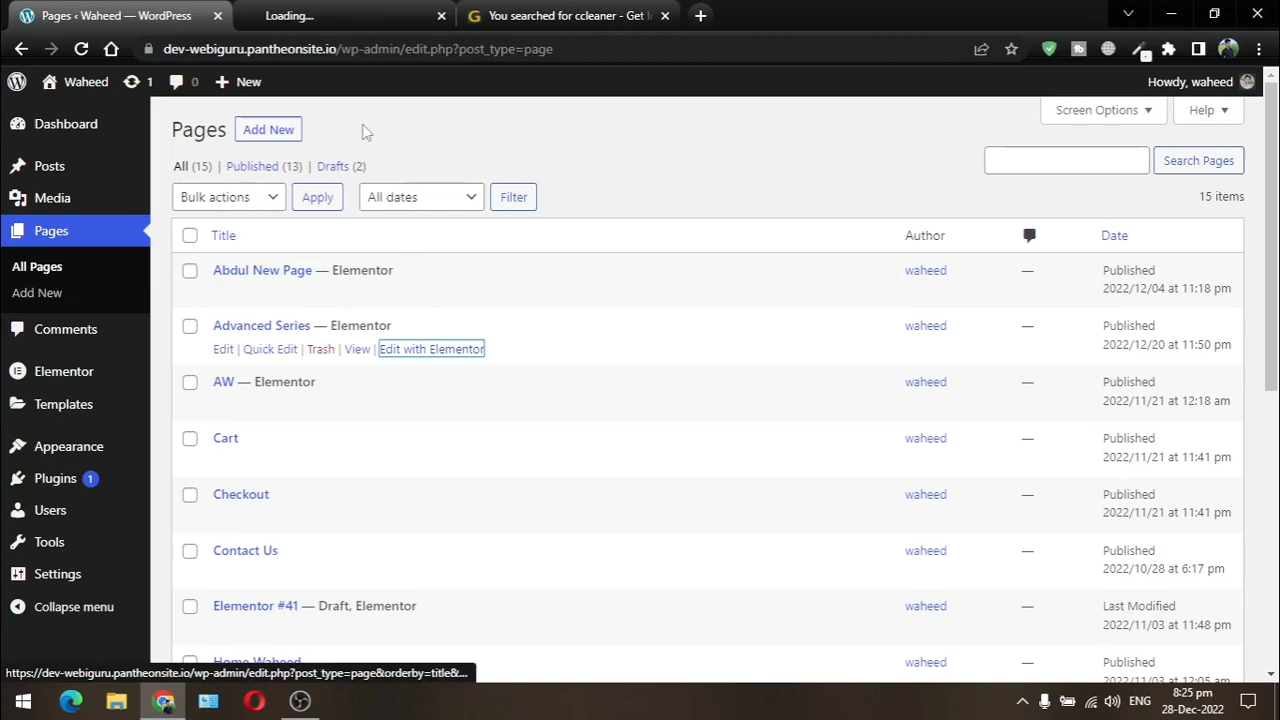 Pages ‹ Waheed — WordPress
Loading...
You searched for ccleaner - Get In
dev-webiguru.pantheonsite.io/wp-admin/edit.php?post_type=page
Waheed 1 0 New Howdy, waheed
Screen Options Help
Pages Add New
All (15) | Published (13) | Drafts (2)
Search Pages
Bulk actions Apply All dates Filter 15 items
Title Author Date
Abdul New Page — Elementor waheed — Published
2022/12/04 at 11:18 pm
Advanced Series — Elementor waheed — Published
Edit | Quick Edit | Trash | View | Edit with Elementor 2022/12/20 at 11:50 pm
AW — Elementor waheed — Published
2022/11/21 at 12:18 am
Cart waheed — Published
2022/11/21 at 11:41 pm
Checkout waheed — Published
2022/11/21 at 11:41 pm
Contact Us waheed — Published
2022/10/28 at 6:17 pm
Elementor #41 — Draft, Elementor waheed — Last Modified
2022/11/03 at 11:48 pm
Home Waheed waheed — Published
2022/11/03 at 12:05 am
Dashboard
Posts
Media
Pages
All Pages
Add New
Comments
Elementor
Templates
Appearance
Plugins 1
Users
Tools
Settings
Collapse menu
https://dev-webiguru.pantheonsite.io/wp-admin/edit.php?post_type=page&orderby=title&...
ENG
8:25 pm
28-Dec-2022